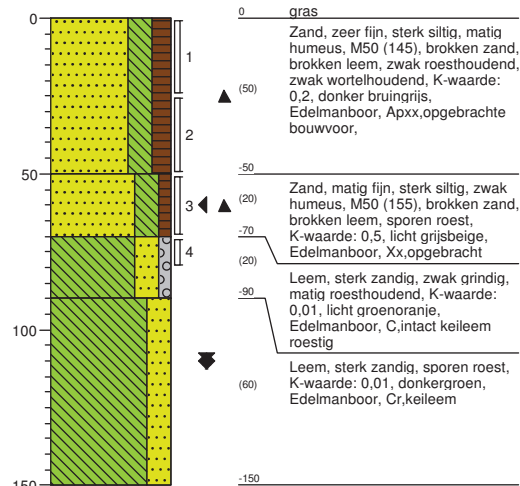 0
0
gras
1
Zand, zeer fijn, sterk siltig, matig
humeus, M50 (145), brokken zand,
brokken leem, zwak roesthoudend,
zwak wortelhoudend, K-waarde:
0,2, donker bruingrijs,
Edelmanboor, Apxx,opgebrachte
bouwvoor,
(50)
2
50
-50
3
(20)
Zand, matig fijn, sterk siltig, zwak
humeus, M50 (155), brokken zand,
brokken leem, sporen roest,
K-waarde: 0,5, licht grijsbeige,
Edelmanboor, Xx,opgebracht
-70
4
(20)
Leem, sterk zandig, zwak grindig,
matig roesthoudend, K-waarde:
0,01, licht groenoranje,
Edelmanboor, C,intact keileem
roestig
-90
100
Leem, sterk zandig, sporen roest,
K-waarde: 0,01, donkergroen,
Edelmanboor, Cr,keileem
(60)
150
-150